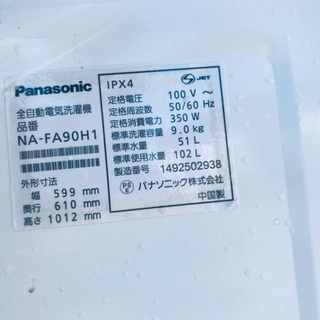 Panasonic
全自動電気洗濯機
品番
NA-FA90H1
外形寸法
幅 599 mm
奥行 610 mm
高さ 1012 mm
IPX4
S-JET
定格電圧 100 V~
定格周波数 50/60 Hz
定格消費電力 350 W
標準洗濯容量 9.0 kg
標準水量 51 L
標準使用水量 102 L
製造番号 1492502938
PSE パナソニック株式会社
中国製